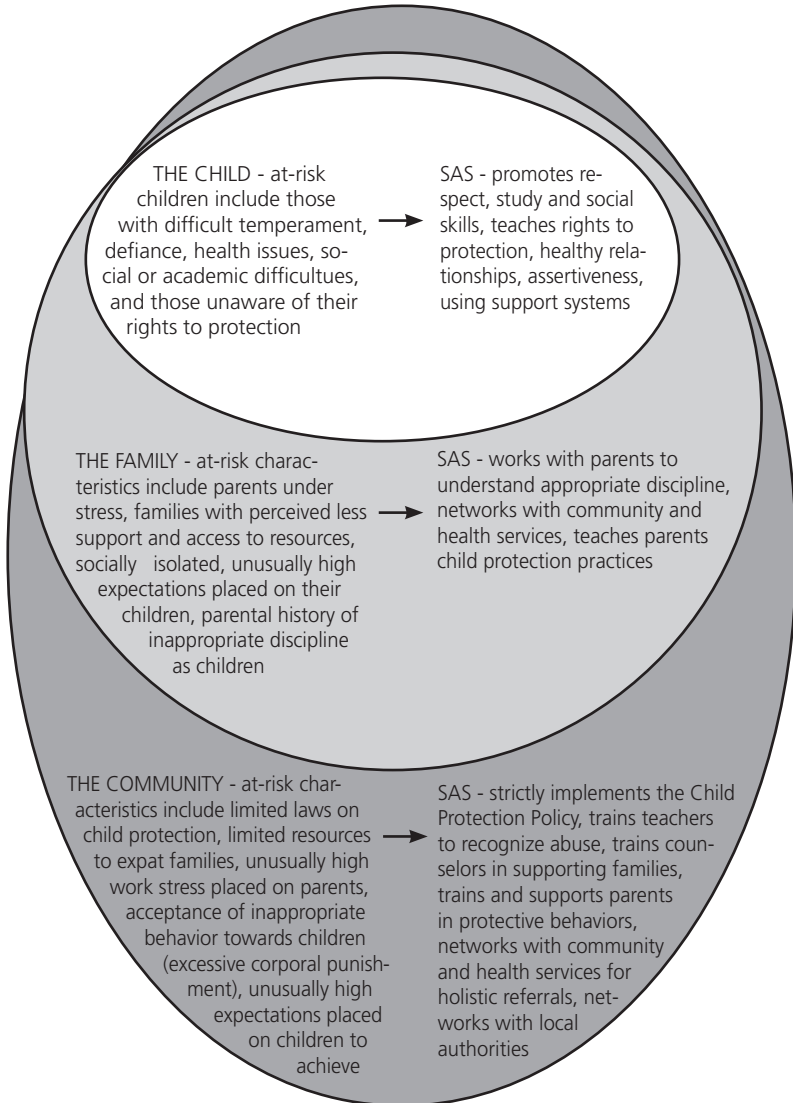 THE CHILD - at-risk
children include those
with difficult temperament,
defiance, health issues, so-
cial or academic difficultues,
and those unaware of their
rights to protection
SAS - promotes re-
spect, study and social
skills, teaches rights to
protection, healthy rela-
tionships, assertiveness,
using support systems
THE FAMILY - at-risk charac-
teristics include parents under
stress, families with perceived less
support and access to resources,
socially isolated, unusually high
expectations placed on their
children, parental history of
inappropriate discipline
as children
SAS - works with parents to
understand appropriate discipline,
networks with community and
health services, teaches parents
child protection practices
THE COMMUNITY - at-risk char-
acteristics include limited laws on
child protection, limited resources
to expat families, unusually high
work stress placed on parents,
acceptance of inappropriate
behavior towards children
(excessive corporal punish-
ment), unusually high
expectations placed
on children to
achieve
SAS - strictly implements the Child
Protection Policy, trains teachers
to recognize abuse, trains coun-
selors in supporting families,
trains and supports parents
in protective behaviors,
networks with community
and health services for
holistic referrals, net-
works with local
authorities